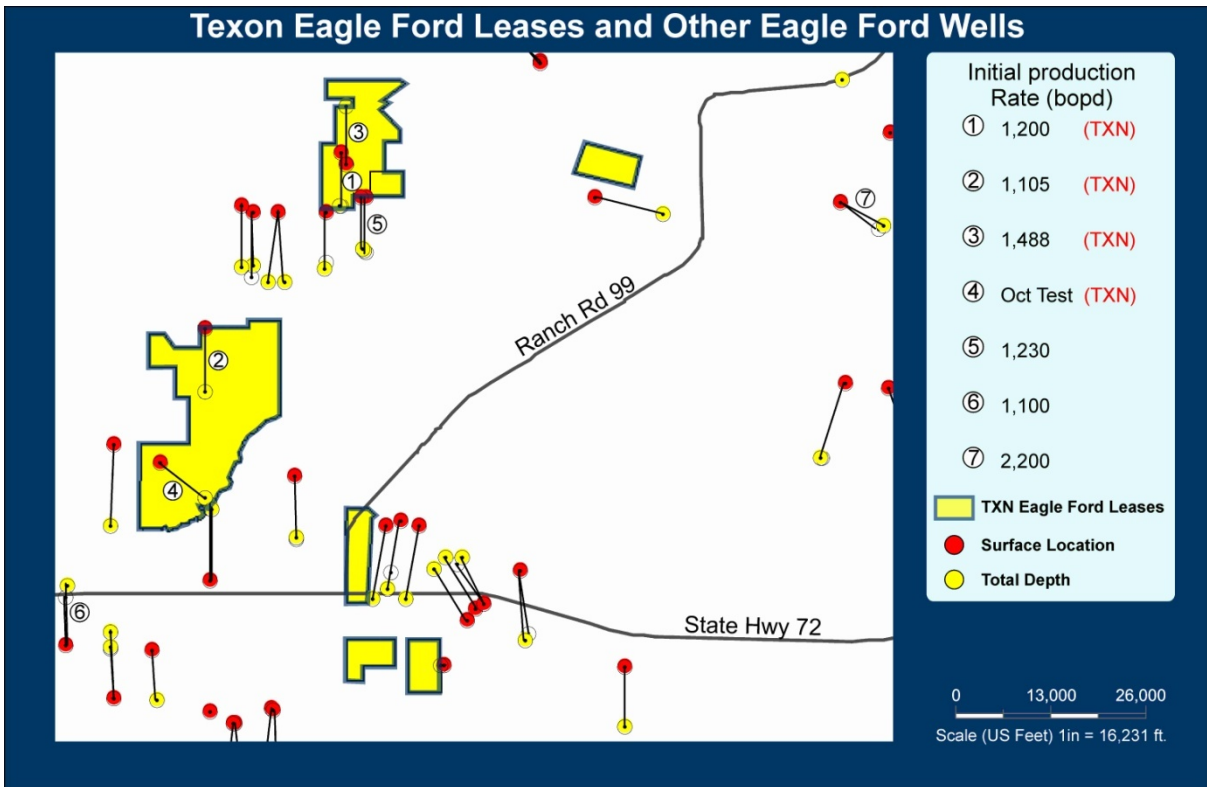 Texon Eagle Ford Leases and Other Eagle Ford Wells
Initial production
Rate (bopd)
① 1,200 (TXN)
② 1,105 (TXN)
③ 1,488 (TXN)
④ Oct Test (TXN)
⑤ 1,230
⑥ 1,100
⑦ 2,200
TXN Eagle Ford Leases
Surface Location
Total Depth
③
①
⑤
⑦
Ranch Rd 99
②
④
⑥
State Hwy 72
0 13,000 26,000
Scale (US Feet) 1in = 16,231 ft.